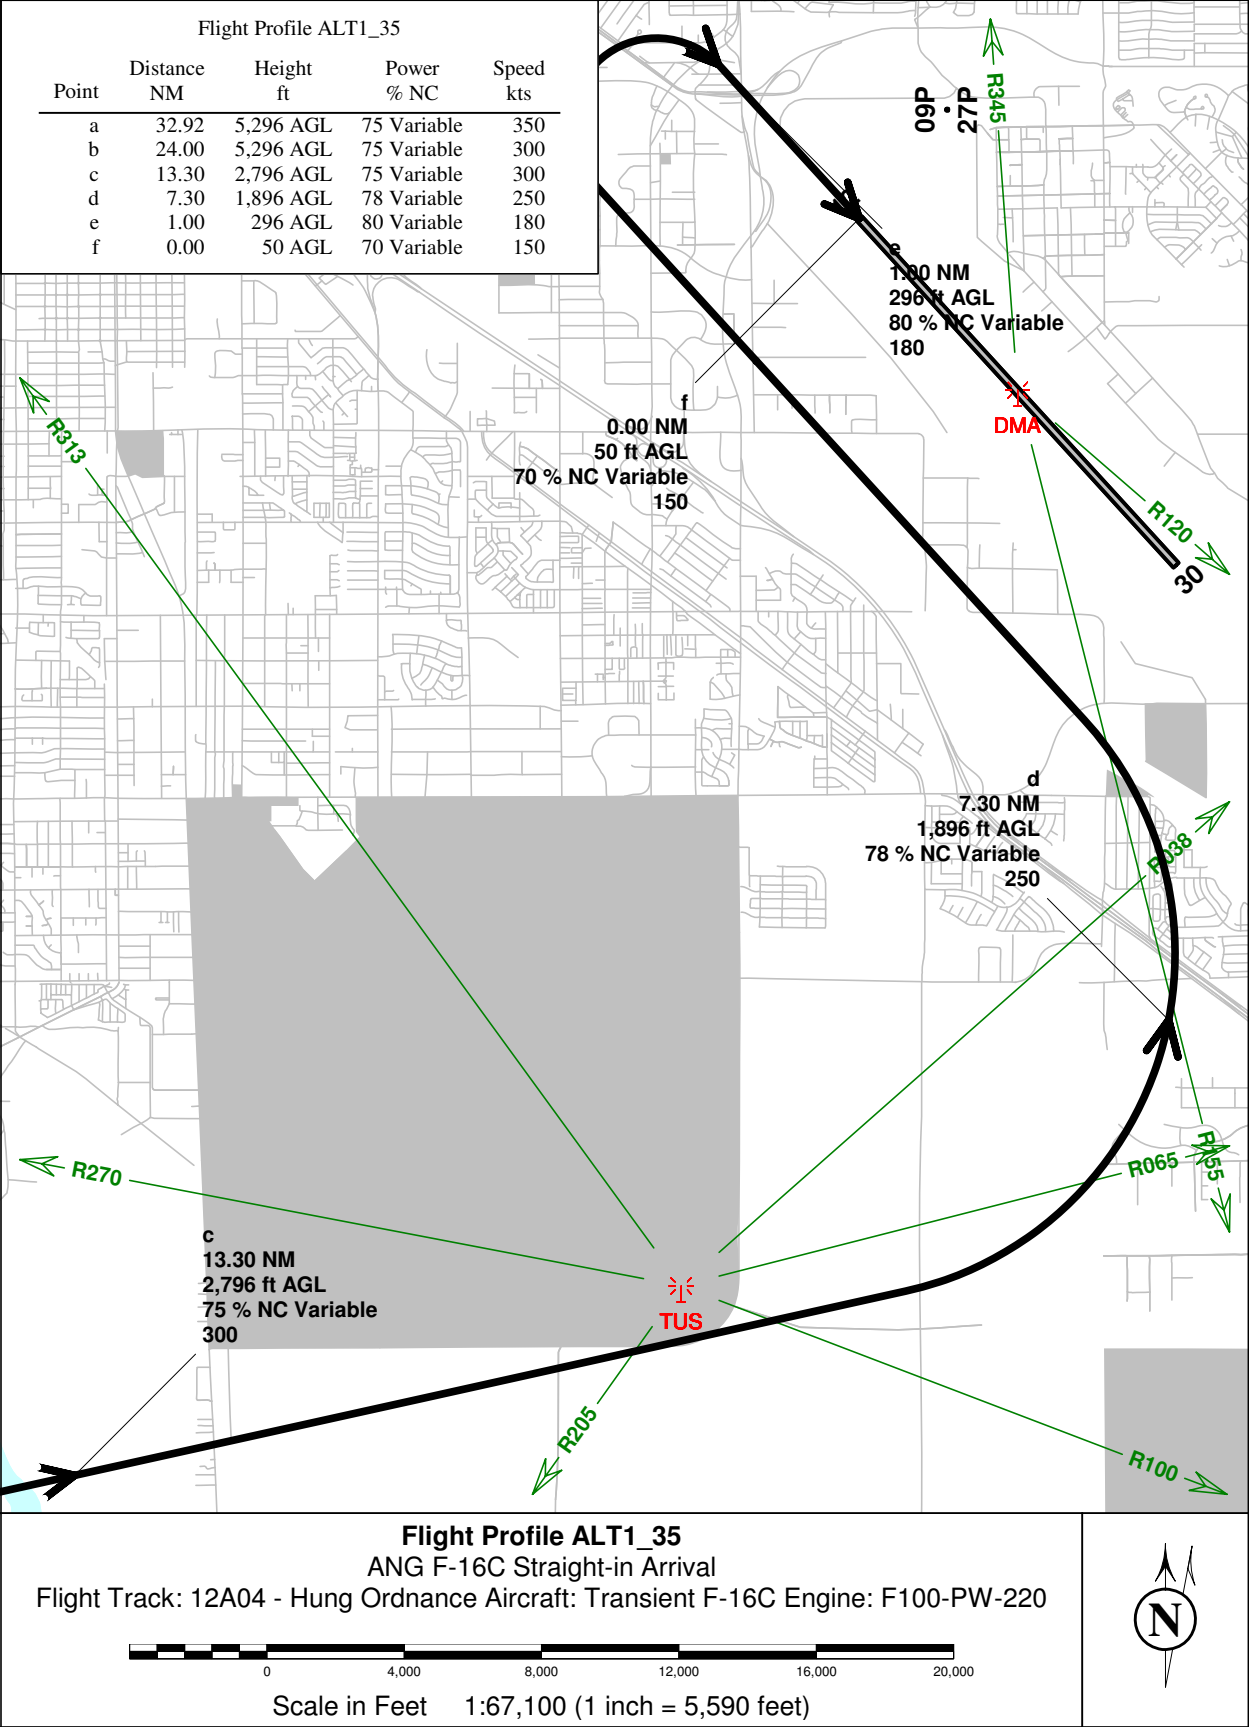 Flight Profile ALT1_35
Point Distance NM Height ft Power % NC Speed kts
a 32.92 5,296 AGL 75 Variable 350
b 24.00 5,296 AGL 75 Variable 300
c 13.30 2,796 AGL 75 Variable 300
d 7.30 1,896 AGL 78 Variable 250
e 1.00 296 AGL 80 Variable 180
f 0.00 50 AGL 70 Variable 150
09P
27P
R345
e
1.00 NM
296 ft AGL
80 % NC Variable
180
f
0.00 NM
50 ft AGL
70 % NC Variable
150
DMA
R120
30
R313
d
7.30 NM
1,896 ft AGL
78 % NC Variable
250
R038
R065
R155
R270
c
13.30 NM
2,796 ft AGL
75 % NC Variable
300
TUS
R205
R100
Flight Profile ALT1_35
ANG F-16C Straight-in Arrival
Flight Track: 12A04 - Hung Ordnance Aircraft: Transient F-16C Engine: F100-PW-220
0 4,000 8,000 12,000 16,000 20,000
Scale in Feet 1:67,100 (1 inch = 5,590 feet)
N